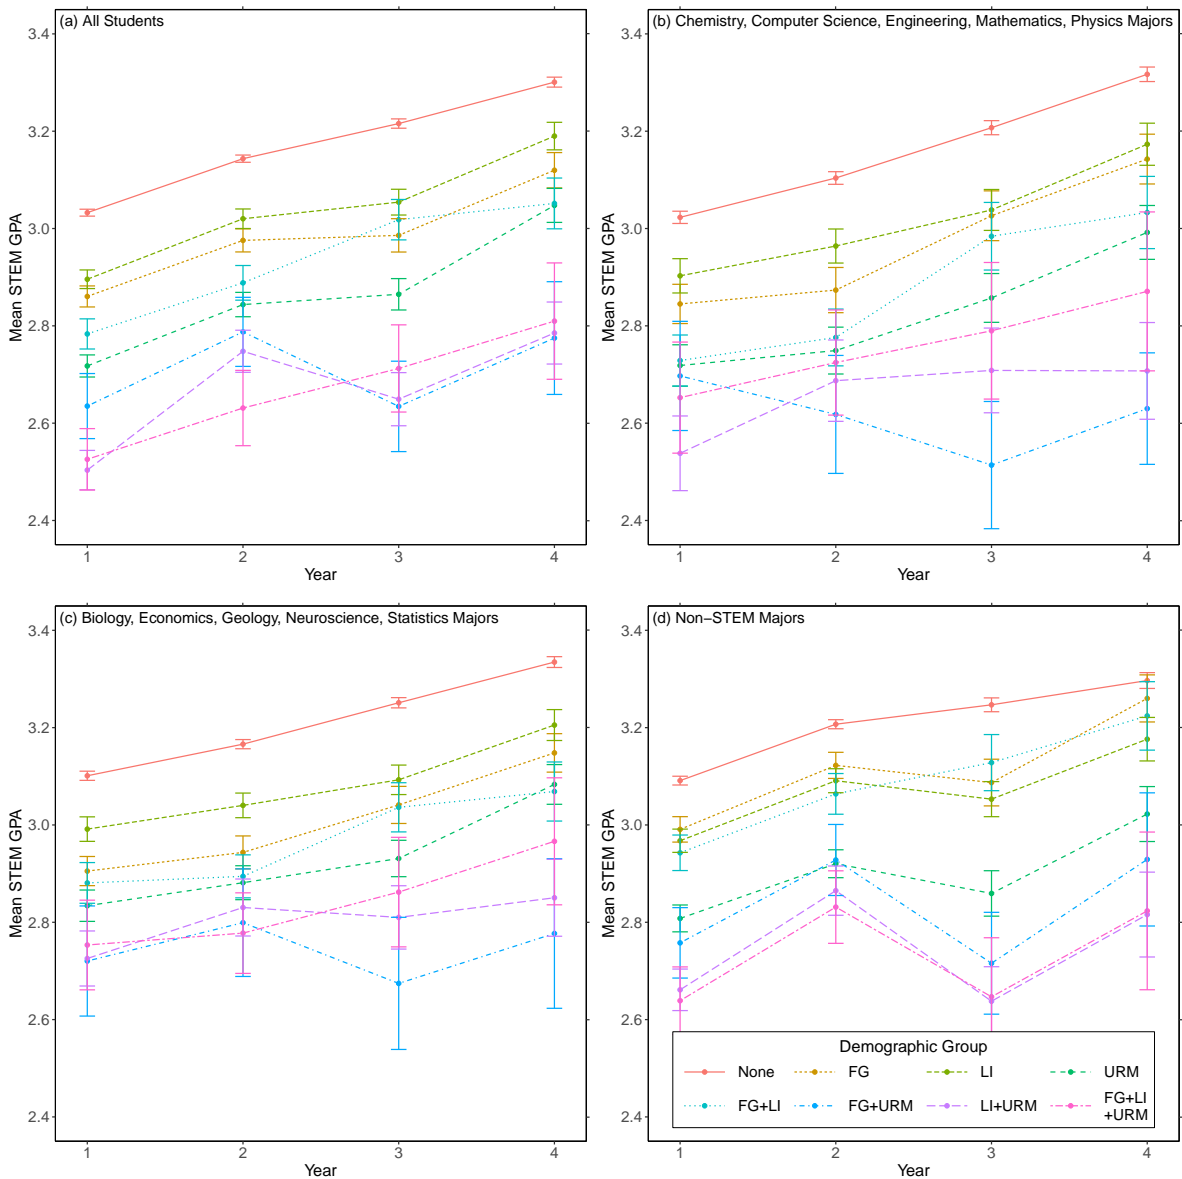 (a) All Students
3.4
3.2
3.0
2.8
2.6
2.4
Mean STEM GPA
1 2 3 4
Year
(b) Chemistry, Computer Science, Engineering, Mathematics, Physics Majors
3.4
3.2
3.0
2.8
2.6
2.4
Mean STEM GPA
1 2 3 4
Year
(c) Biology, Economics, Geology, Neuroscience, Statistics Majors
3.4
3.2
3.0
2.8
2.6
2.4
Mean STEM GPA
1 2 3 4
Year
(d) Non−STEM Majors
3.4
3.2
3.0
2.8
2.6
2.4
Mean STEM GPA
Demographic Group
None FG LI URM
FG+LI FG+URM LI+URM FG+LI
+URM
1 2 3 4
Year